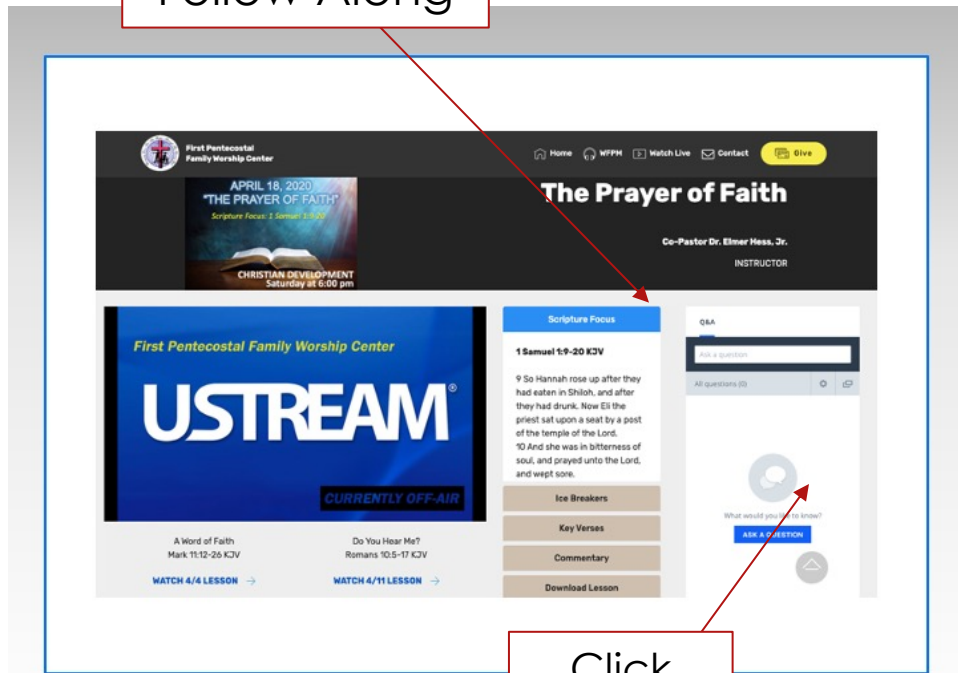 Follow Along
First Pentecostal
Family Worship Center
Home
WFPM
Watch Live
Contact
Give
APRIL 18, 2020
"THE PRAYER OF FAITH"
Scripture Focus: 1 Samuel 1:9-20
CHRISTIAN DEVELOPMENT
Saturday at 6:00 pm
The Prayer of Faith
Co-Pastor Dr. Elmer Hess, Jr.
INSTRUCTOR
First Pentecostal Family Worship Center
USTREAM®
CURRENTLY OFF-AIR
A Word of Faith
Mark 11:12-26 KJV
WATCH 4/4 LESSON →
Do You Hear Me?
Romans 10:5-17 KJV
WATCH 4/11 LESSON →
Scripture Focus
1 Samuel 1:9-20 KJV
9 So Hannah rose up after they
had eaten in Shiloh, and after
they had drunk. Now Eli the
priest sat upon a seat by a post
of the temple of the Lord.
10 And she was in bitterness of
soul, and prayed unto the Lord,
and wept sore.
Ice Breakers
Key Verses
Commentary
Download Lesson
Q&A
Ask a question
All questions (0)
What would you like to know?
ASK A QUESTION
Click